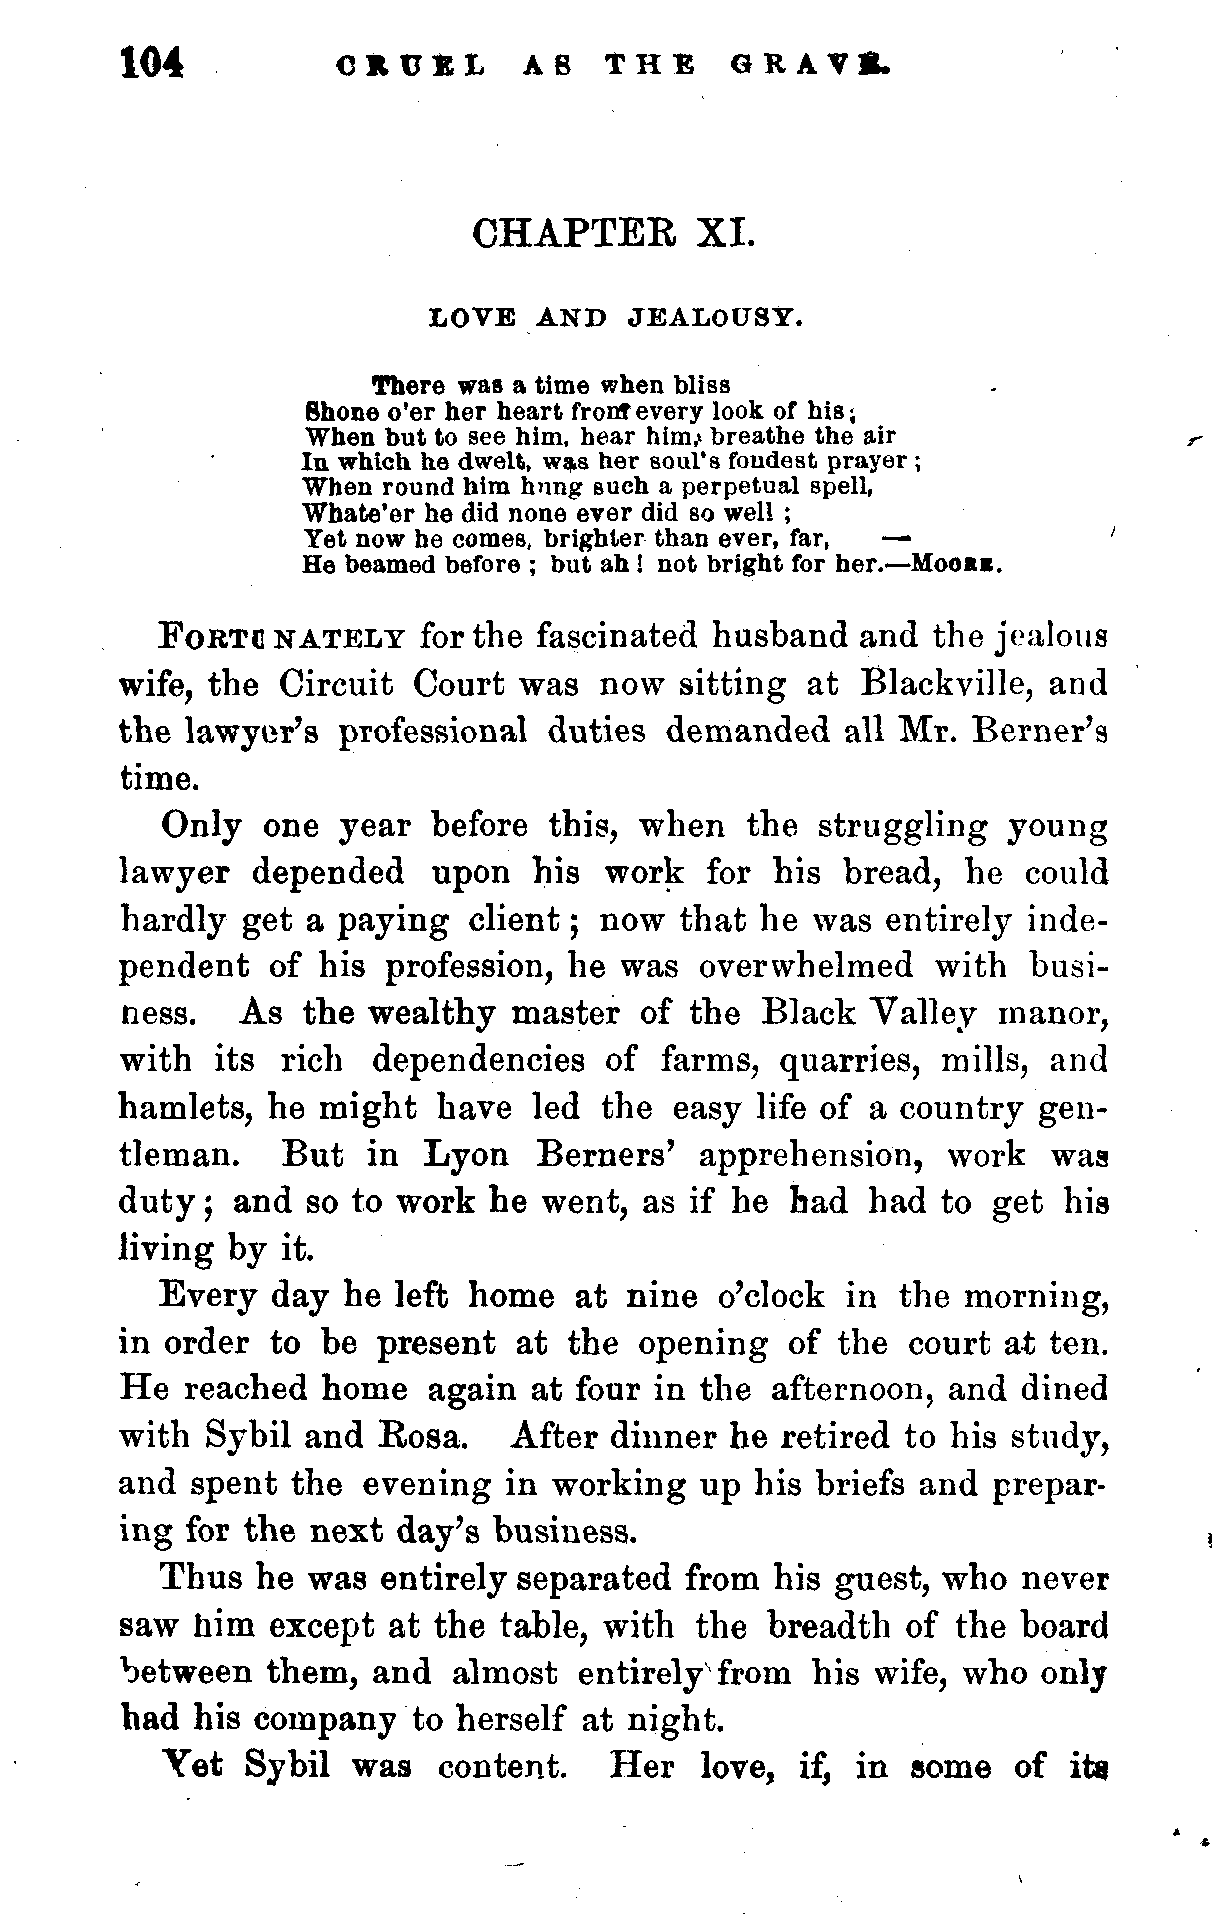 104 CRUEL AS THE GRAVE.
CHAPTER XI.
LOVE AND JEALOUSY.
There was a time when bliss
Shone o'er her heart from every look of his;
When but to see him, hear him, breathe the air
In which he dwelt, was her soul's fondest prayer;
When round him hung such a perpetual spell,
Whate'er he did none ever did so well;
Yet now he comes, brighter than ever, far,
He beamed before; but ah! not bright for her.—MOORE.
FORTUNATELY for the fascinated husband and the jealous
wife, the Circuit Court was now sitting at Blackville, and
the lawyer's professional duties demanded all Mr. Berner's
time.
Only one year before this, when the struggling young
lawyer depended upon his work for his bread, he could
hardly get a paying client; now that he was entirely inde-
pendent of his profession, he was overwhelmed with busi-
ness. As the wealthy master of the Black Valley manor,
with its rich dependencies of farms, quarries, mills, and
hamlets, he might have led the easy life of a country gen-
tleman. But in Lyon Berners' apprehension, work was
duty; and so to work he went, as if he had had to get his
living by it.
Every day he left home at nine o'clock in the morning,
in order to be present at the opening of the court at ten.
He reached home again at four in the afternoon, and dined
with Sybil and Rosa. After dinner he retired to his study,
and spent the evening in working up his briefs and prepar-
ing for the next day's business.
Thus he was entirely separated from his guest, who never
saw him except at the table, with the breadth of the board
between them, and almost entirely from his wife, who only
had his company to herself at night.
Yet Sybil was content. Her love, if, in some of its